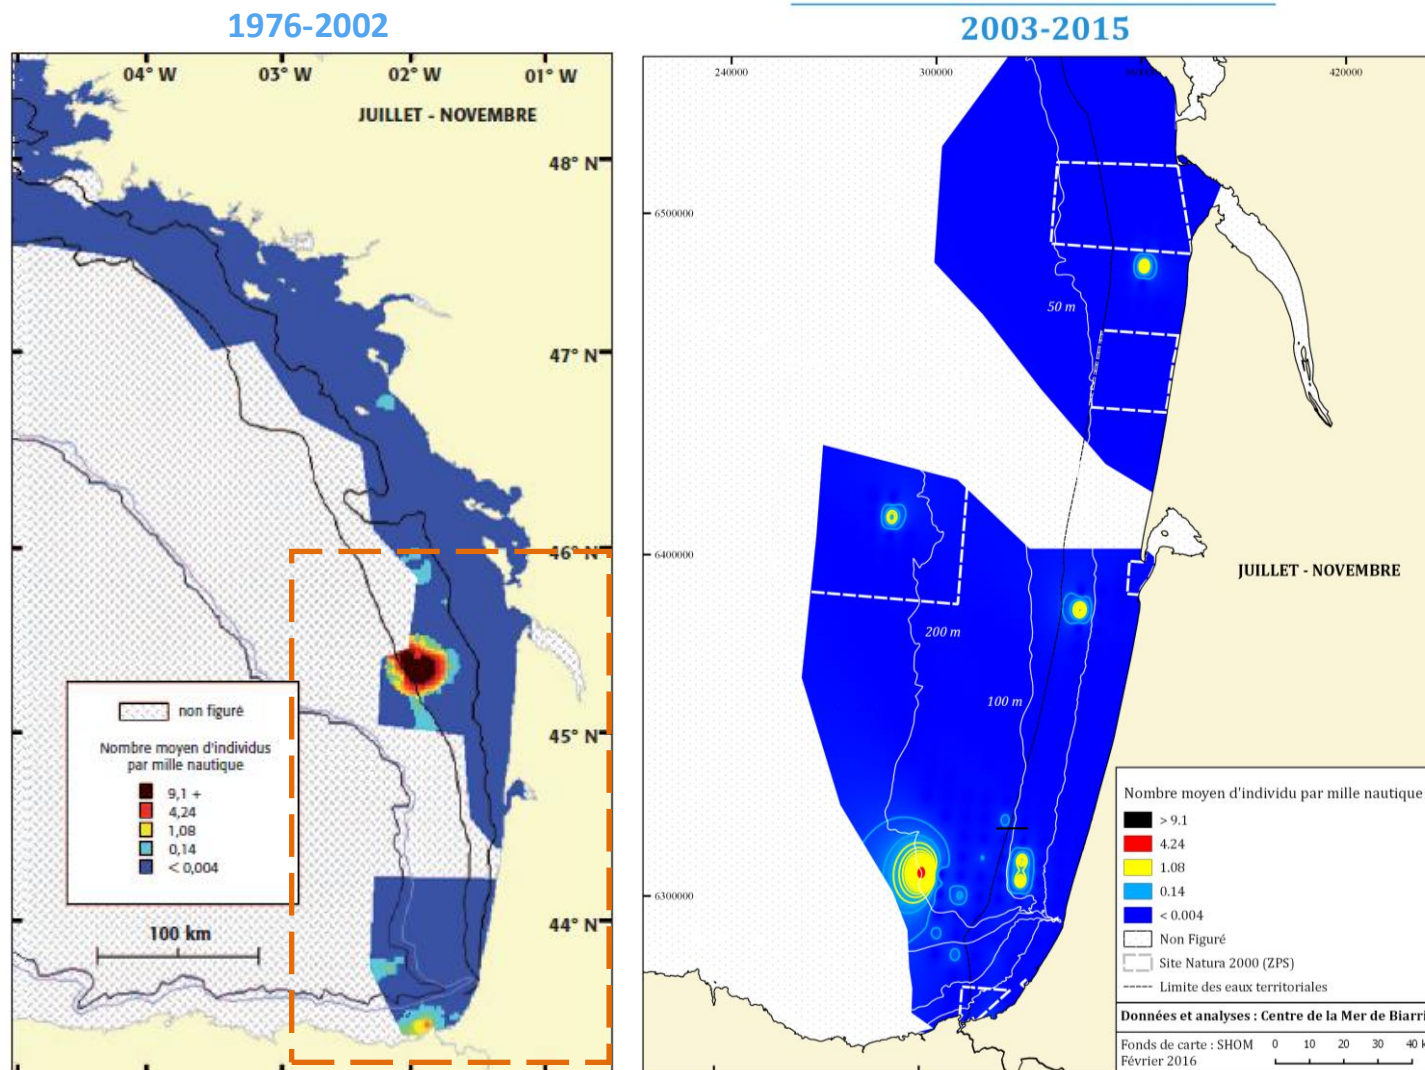 1976-2002
04° W
03° W
02° W
01° W
JUILLET - NOVEMBRE
48° N
47° N
46° N
45° N
44° N
non figuré
Nombre moyen d'individus
par mille nautique
9,1 +
4,24
1,08
0,14
< 0,004
100 km
2003-2015
240000
300000
420000
6500000
50 m
6400000
JUILLET - NOVEMBRE
200 m
100 m
6300000
Nombre moyen d'individu par mille nautique
> 9.1
4.24
1.08
0.14
< 0.004
Non Figuré
Site Natura 2000 (ZPS)
Limite des eaux territoriales
Données et analyses : Centre de la Mer de Biarri
Fonds de carte : SHOM
Février 2016
0 10 20 30 40 k